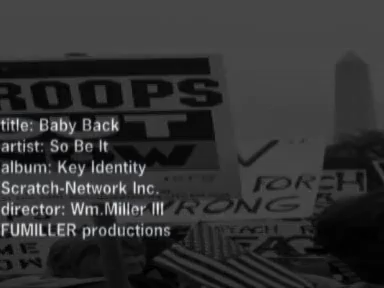 ROOPS
title: Baby Back
artist: So Be It
album: Key Identity
Scratch-Network Inc.
director: Wm.Miller III
FUMILLER productions
TORCH
WRONG